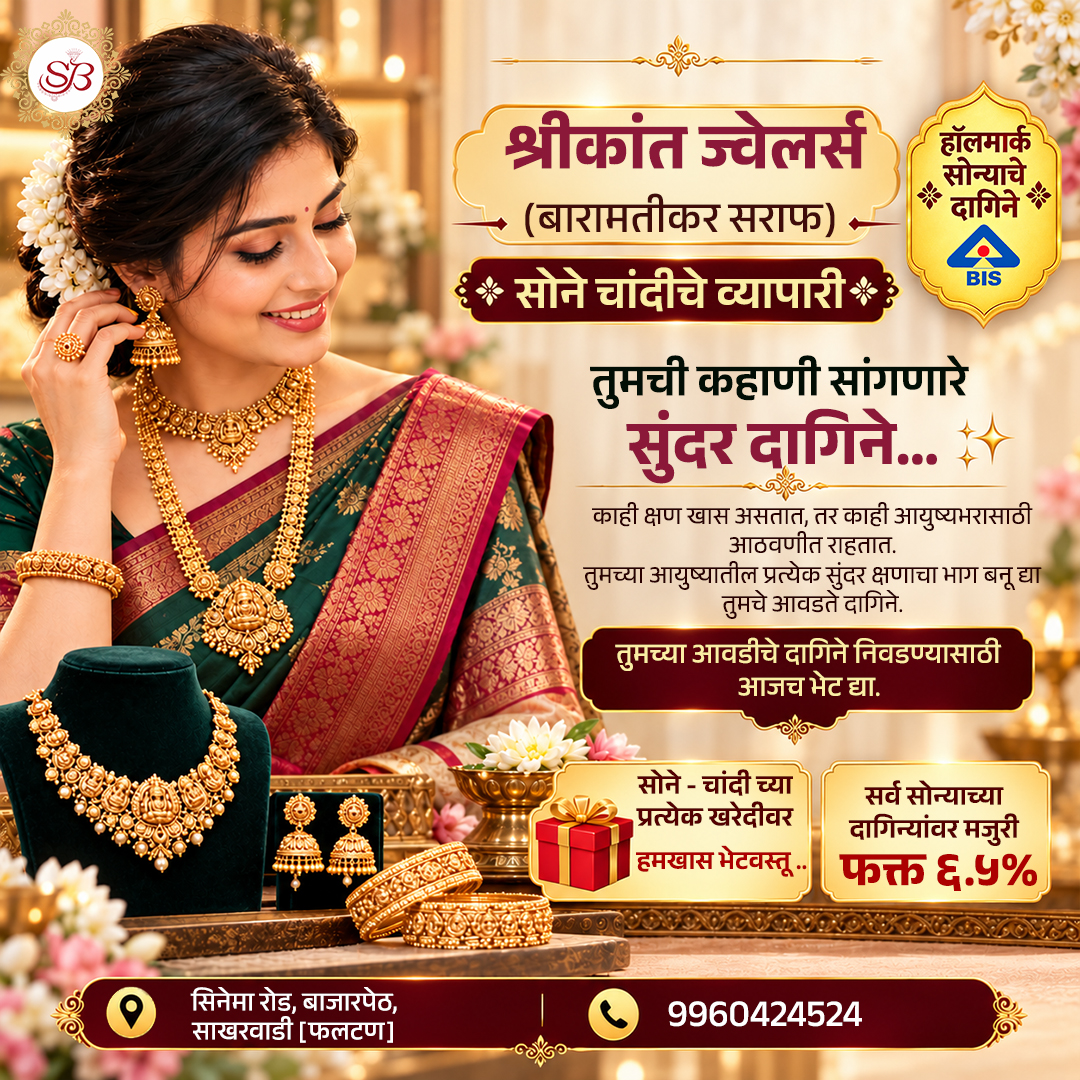 SB
श्रीकांत ज्वेलर्स
(बारामतीकर सराफ)
सोने चांदीचे व्यापारी
हॉलमार्क
सोन्याचे
दागिने
BIS
तुमची कहाणी सांगणारे
सुंदर दागिने...
काही क्षण खास असतात, तर काही आयुष्यभरासाठी
आठवणीत राहतात.
तुमच्या आयुष्यातील प्रत्येक सुंदर क्षणाचा भाग बनू द्या
तुमचे आवडते दागिने.
तुमच्या आवडीचे दागिने निवडण्यासाठी
आजच भेट द्या.
सोने - चांदी च्या
प्रत्येक खरेदीवर
हमखास भेटवस्तू ..
सर्व सोन्याच्या
दागिन्यांवर मजुरी
फक्त ६.५%
सिनेमा रोड, बाजारपेठ,
साखरवाडी [फलटण]
9960424524